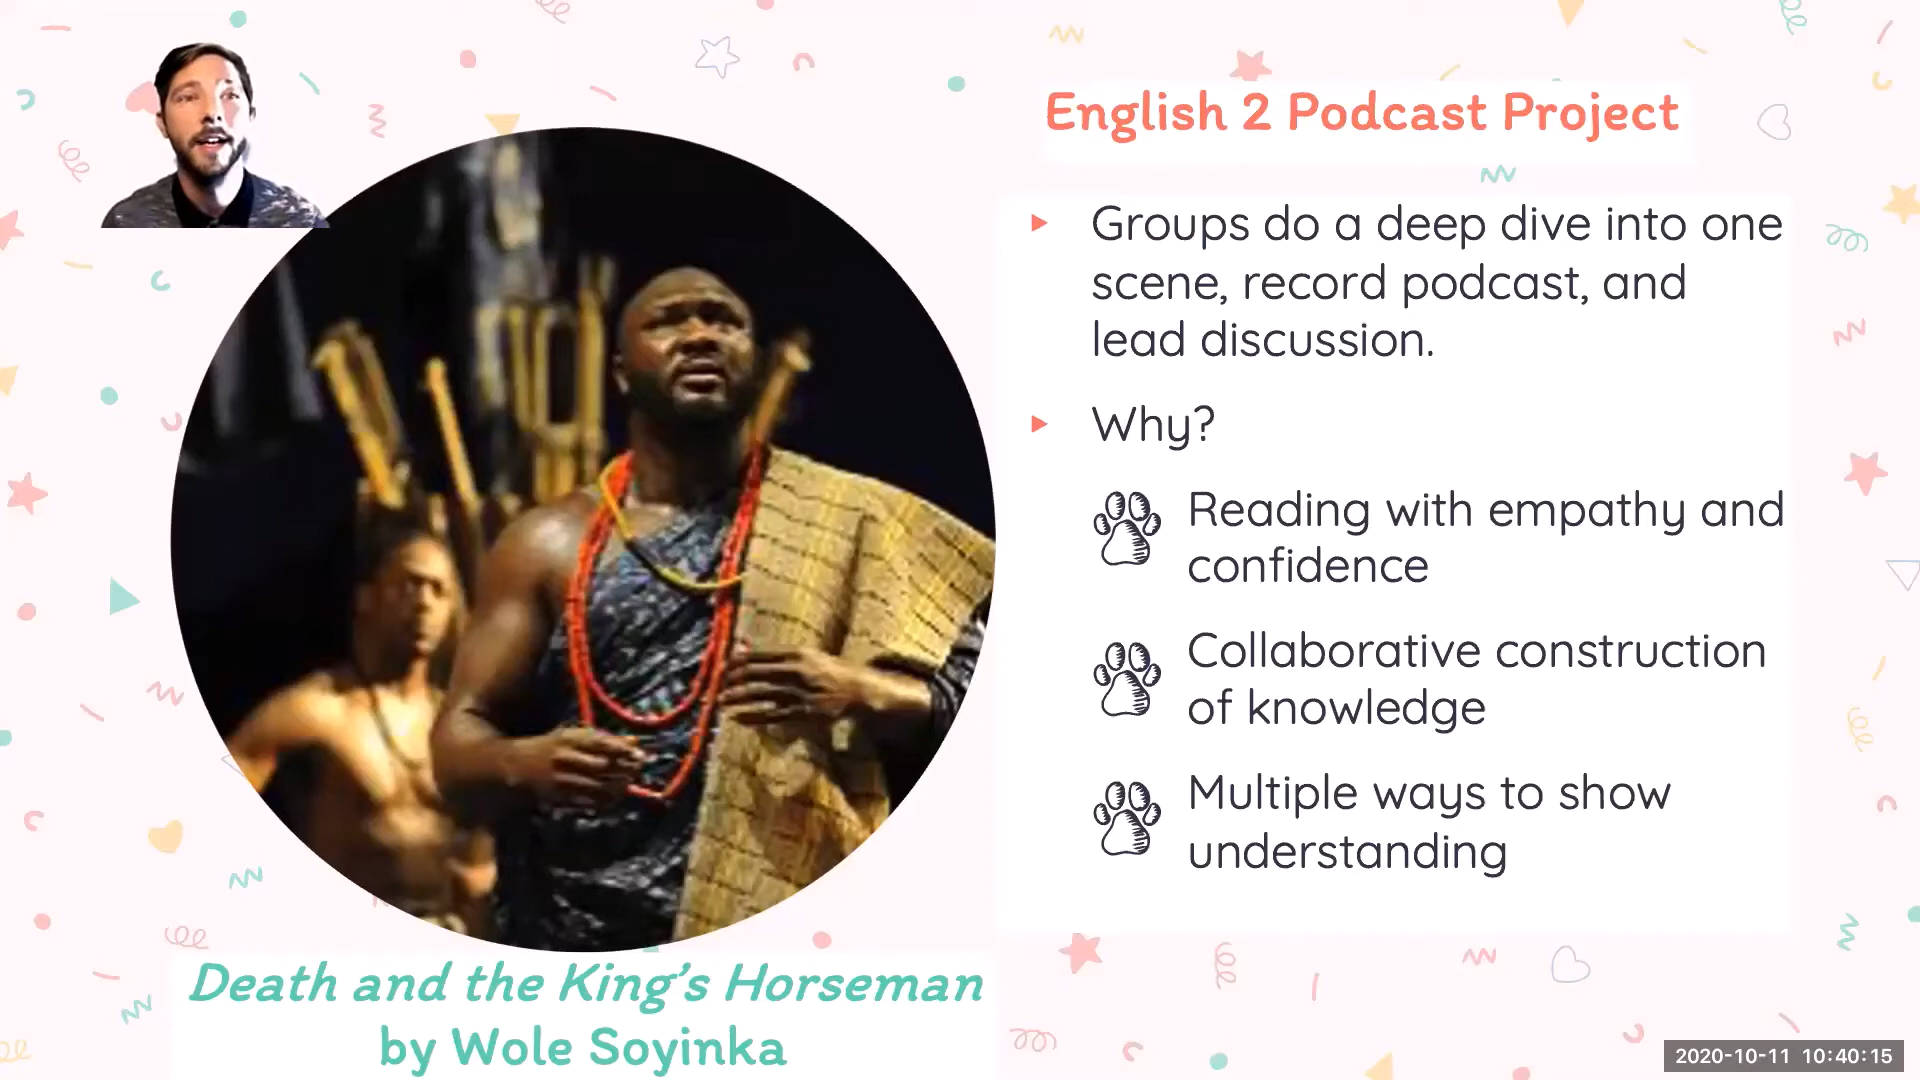 English 2 Podcast Project
Groups do a deep dive into one
scene, record podcast, and
lead discussion.
Why?
Reading with empathy and
confidence
Collaborative construction
of knowledge
Multiple ways to show
understanding
Death and the King's Horseman
by Wole Soyinka
2020-10-11 10:40:15